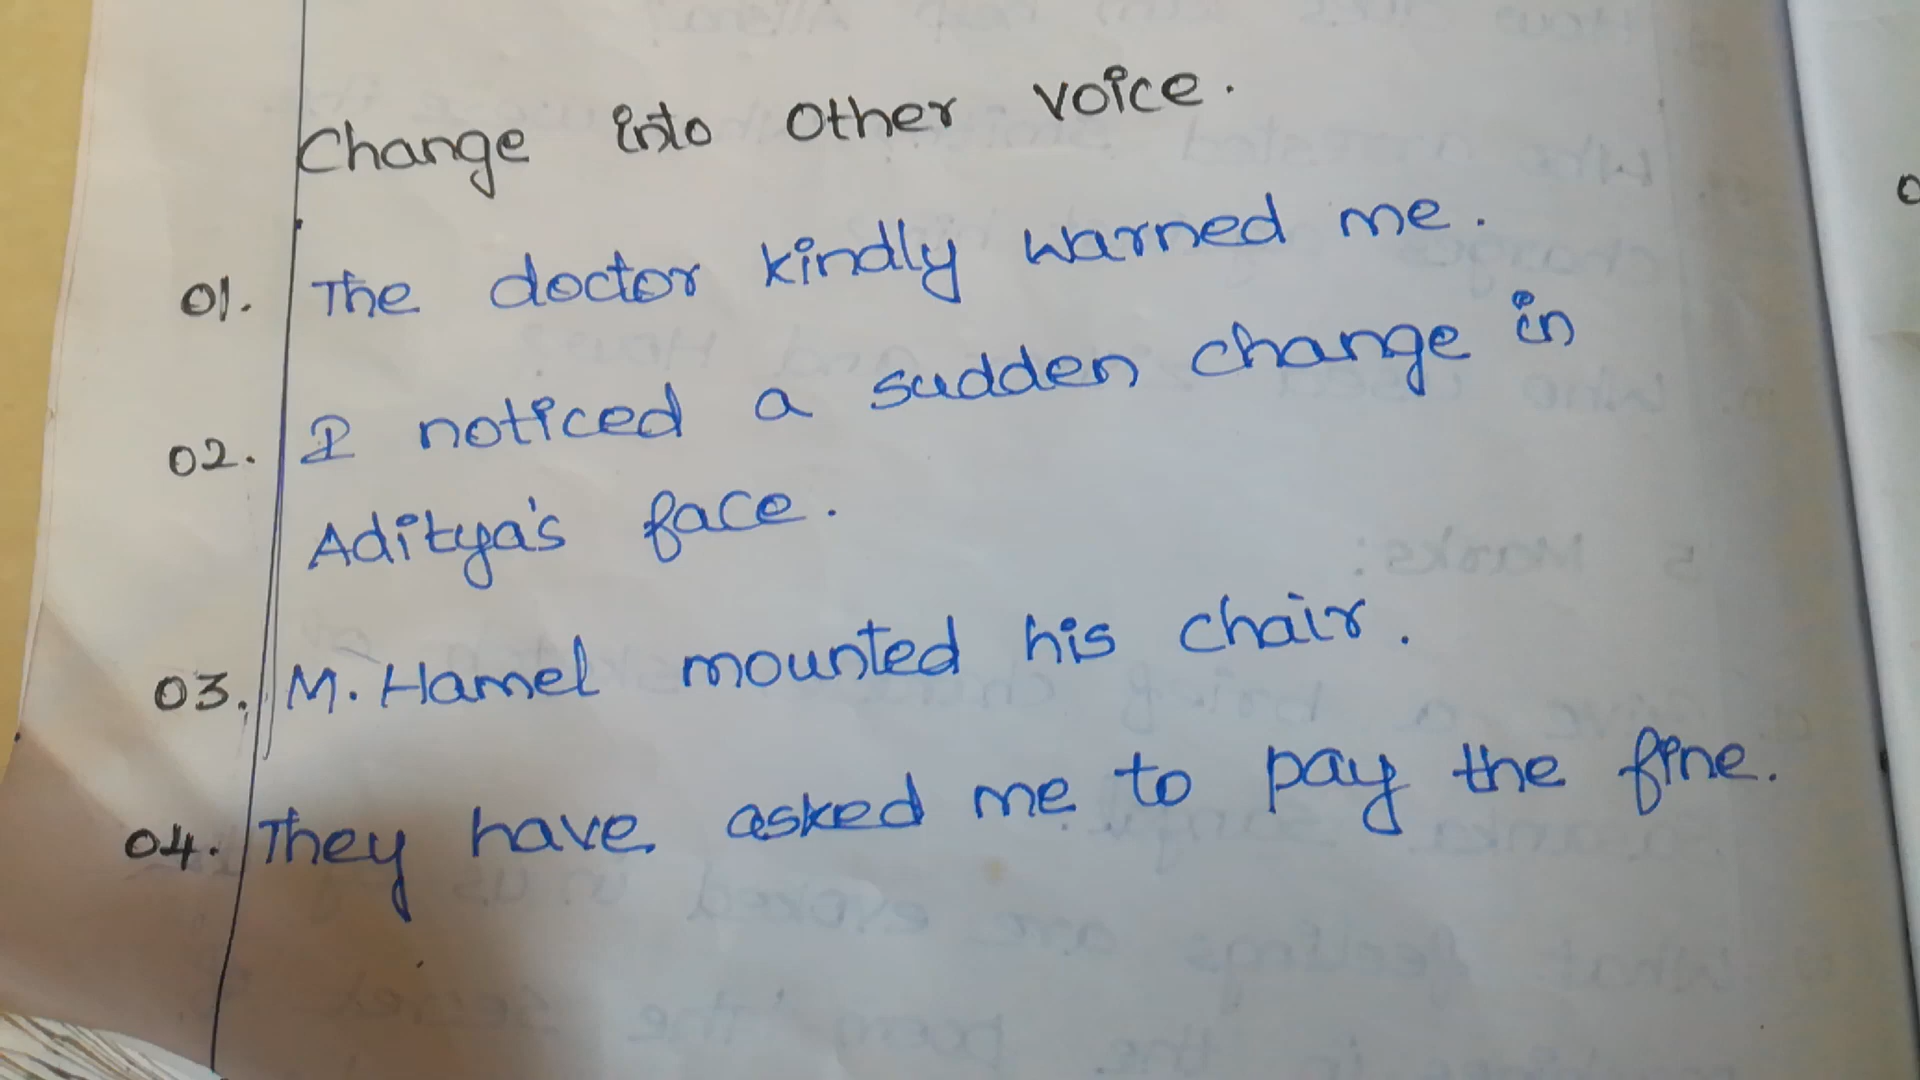 Change into Other voice.
01. The doctor kindly warned me.
02. I noticed a sudden change in
Aditya's face.
03. M. Hamel mounted his chair.
04. They have asked me to pay the fine.